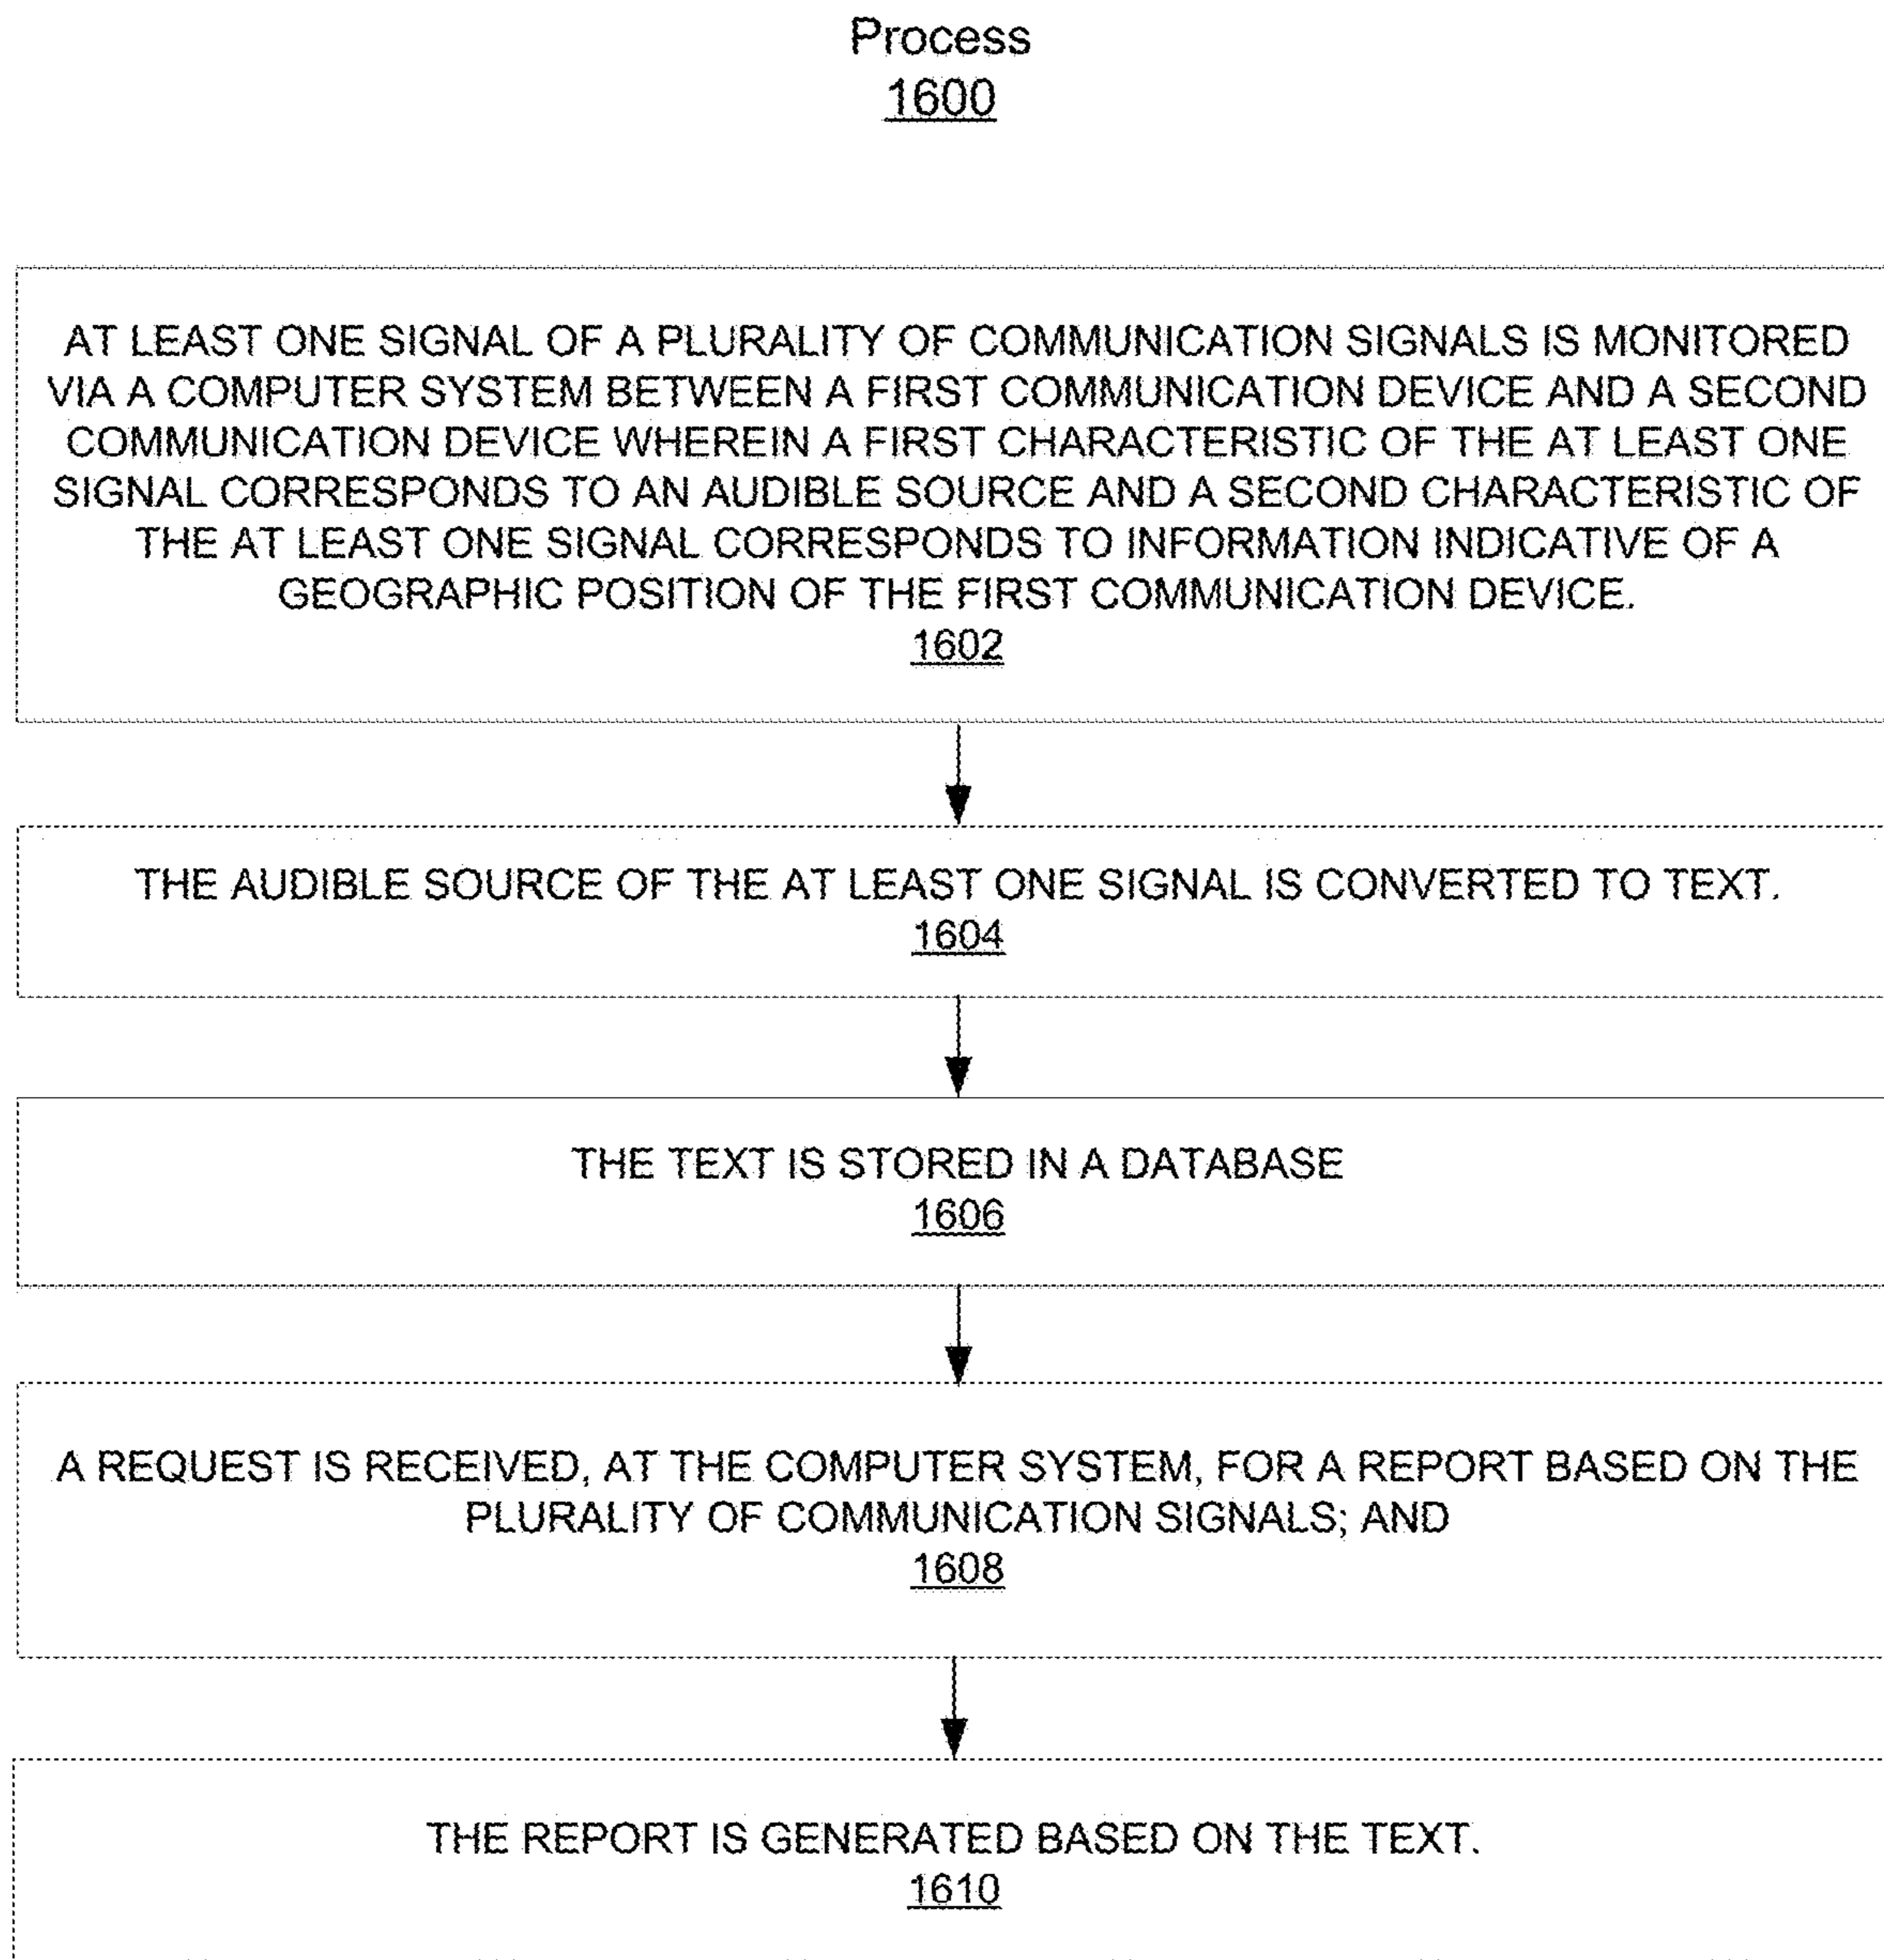 Process
1600
AT LEAST ONE SIGNAL OF A PLURALITY OF COMMUNICATION SIGNALS IS MONITORED
VIA A COMPUTER SYSTEM BETWEEN A FIRST COMMUNICATION DEVICE AND A SECOND
COMMUNICATION DEVICE WHEREIN A FIRST CHARACTERISTIC OF THE AT LEAST ONE
SIGNAL CORRESPONDS TO AN AUDIBLE SOURCE AND A SECOND CHARACTERISTIC OF
THE AT LEAST ONE SIGNAL CORRESPONDS TO INFORMATION INDICATIVE OF A
GEOGRAPHIC POSITION OF THE FIRST COMMUNICATION DEVICE.
1602
THE AUDIBLE SOURCE OF THE AT LEAST ONE SIGNAL IS CONVERTED TO TEXT.
1604
THE TEXT IS STORED IN A DATABASE
1606
A REQUEST IS RECEIVED, AT THE COMPUTER SYSTEM, FOR A REPORT BASED ON THE
PLURALITY OF COMMUNICATION SIGNALS; AND
1608
THE REPORT IS GENERATED BASED ON THE TEXT.
1610